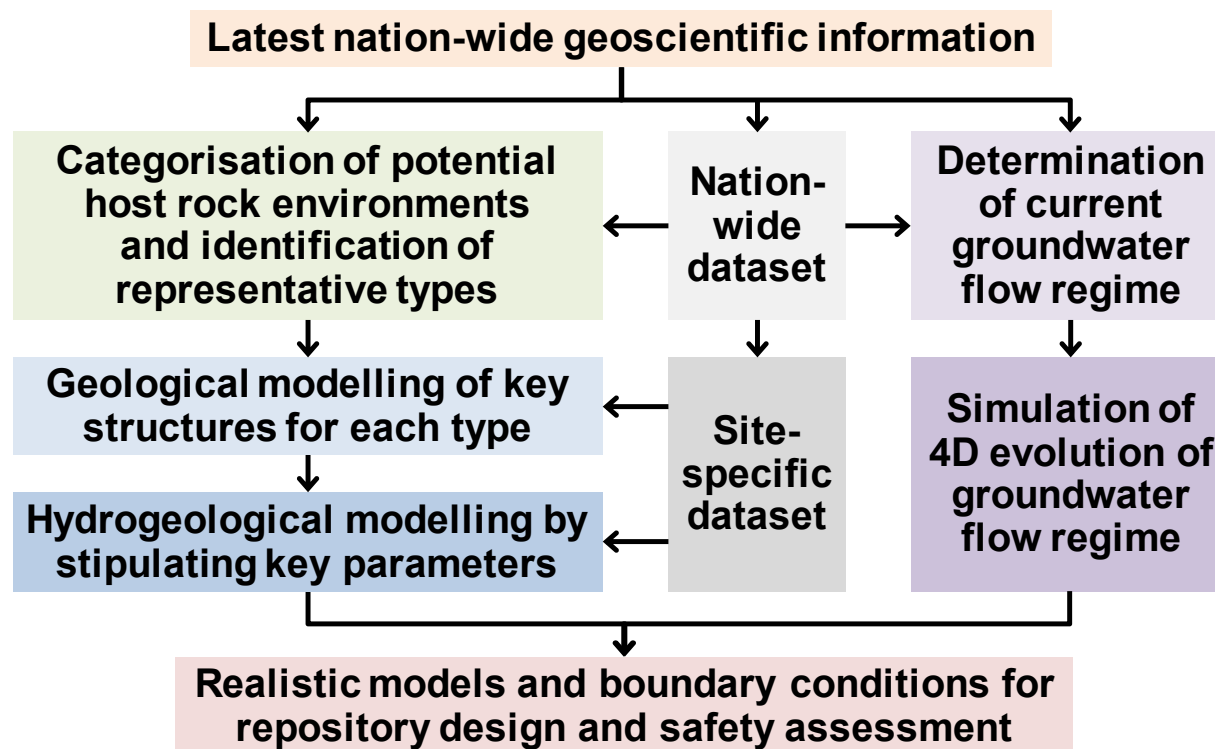 Latest nation-wide geoscientific information
Categorisation of potential
host rock environments
and identification of
representative types
Nation-
wide
dataset
Determination
of current
groundwater
flow regime
Geological modelling of key
structures for each type
Site-
specific
dataset
Simulation of
4D evolution of
groundwater
flow regime
Hydrogeological modelling by
stipulating key parameters
Realistic models and boundary conditions for
repository design and safety assessment